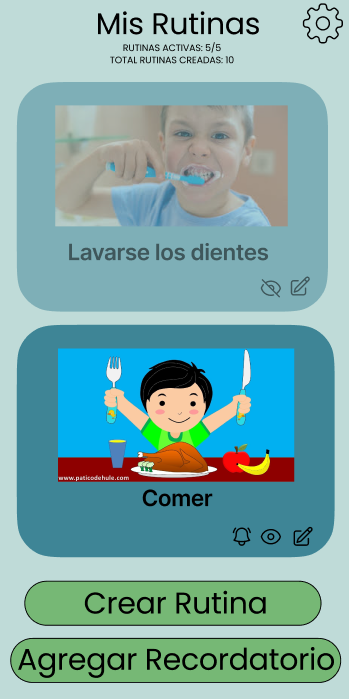 Mis Rutinas
RUTINAS ACTIVAS: 5/5
TOTAL RUTINAS CREADAS: 10
Lavarse los dientes
www.paticodehule.com
Comer
Crear Rutina
Agregar Recordatorio